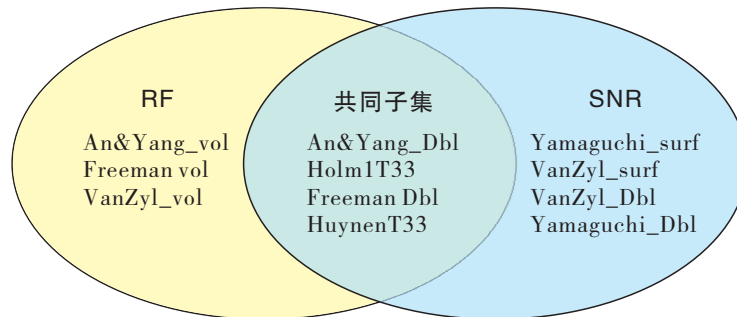 RF
An&Yang_vol
Freeman vol
VanZyl_vol
共同子集
An&Yang_Dbl
Holm1T33
Freeman Dbl
HuynenT33
SNR
Yamaguchi_surf
VanZyl_surf
VanZyl_Dbl
Yamaguchi_Dbl